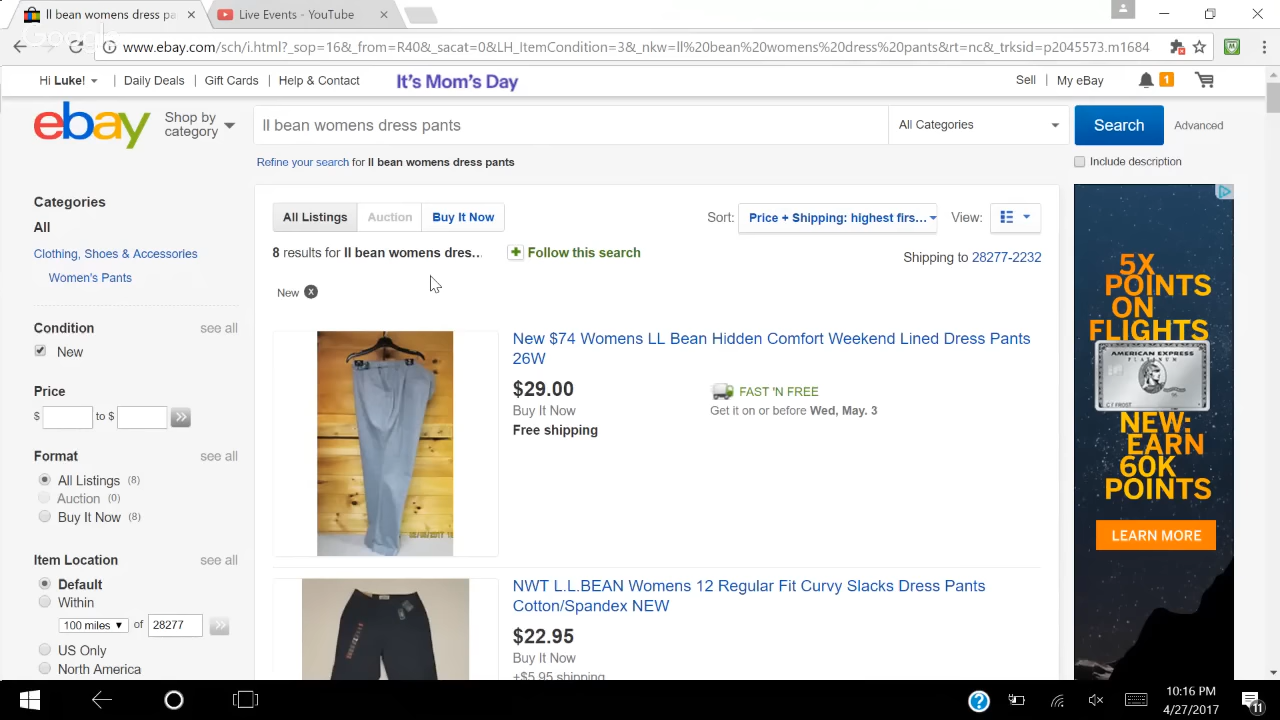 ll bean womens dress pa
Live Events - YouTube
Google
www.ebay.com/sch/i.html?_sop=16&_from=R40&_sacat=0&LH_ItemCondition=3&_nkw=ll%20bean%20womens%20dress%20pants&rt=nc&_trksid=p2045573.m1684
Hi Luke!
Daily Deals
Gift Cards
Help & Contact
It's Mom's Day
Sell
My eBay
1
ebay
Shop by
category
ll bean womens dress pants
All Categories
Search
Advanced
Refine your search for ll bean womens dress pants
Include description
Categories
All
Clothing, Shoes & Accessories
Women's Pants
Condition
see all
New
Price
$
to $
Format
see all
All Listings (8)
Auction (0)
Buy It Now (8)
Item Location
see all
Default
Within
100 miles
of
28277
US Only
North America
All Listings
Auction
Buy It Now
Sort:
Price + Shipping: highest firs...
View:
8 results for ll bean womens dres...
Follow this search
Shipping to 28277-2232
New
New $74 Womens LL Bean Hidden Comfort Weekend Lined Dress Pants
26W
$29.00
Buy It Now
Free shipping
FAST 'N FREE
Get it on or before Wed, May. 3
NWT L.L.BEAN Womens 12 Regular Fit Curvy Slacks Dress Pants
Cotton/Spandex NEW
$22.95
Buy It Now
+$5.95 shipping
5X
POINTS
ON
FLIGHTS
AMERICAN EXPRESS
PLATINUM
C F FROST
NEW:
EARN
60K
POINTS
LEARN MORE
10:16 PM
4/27/2017
11